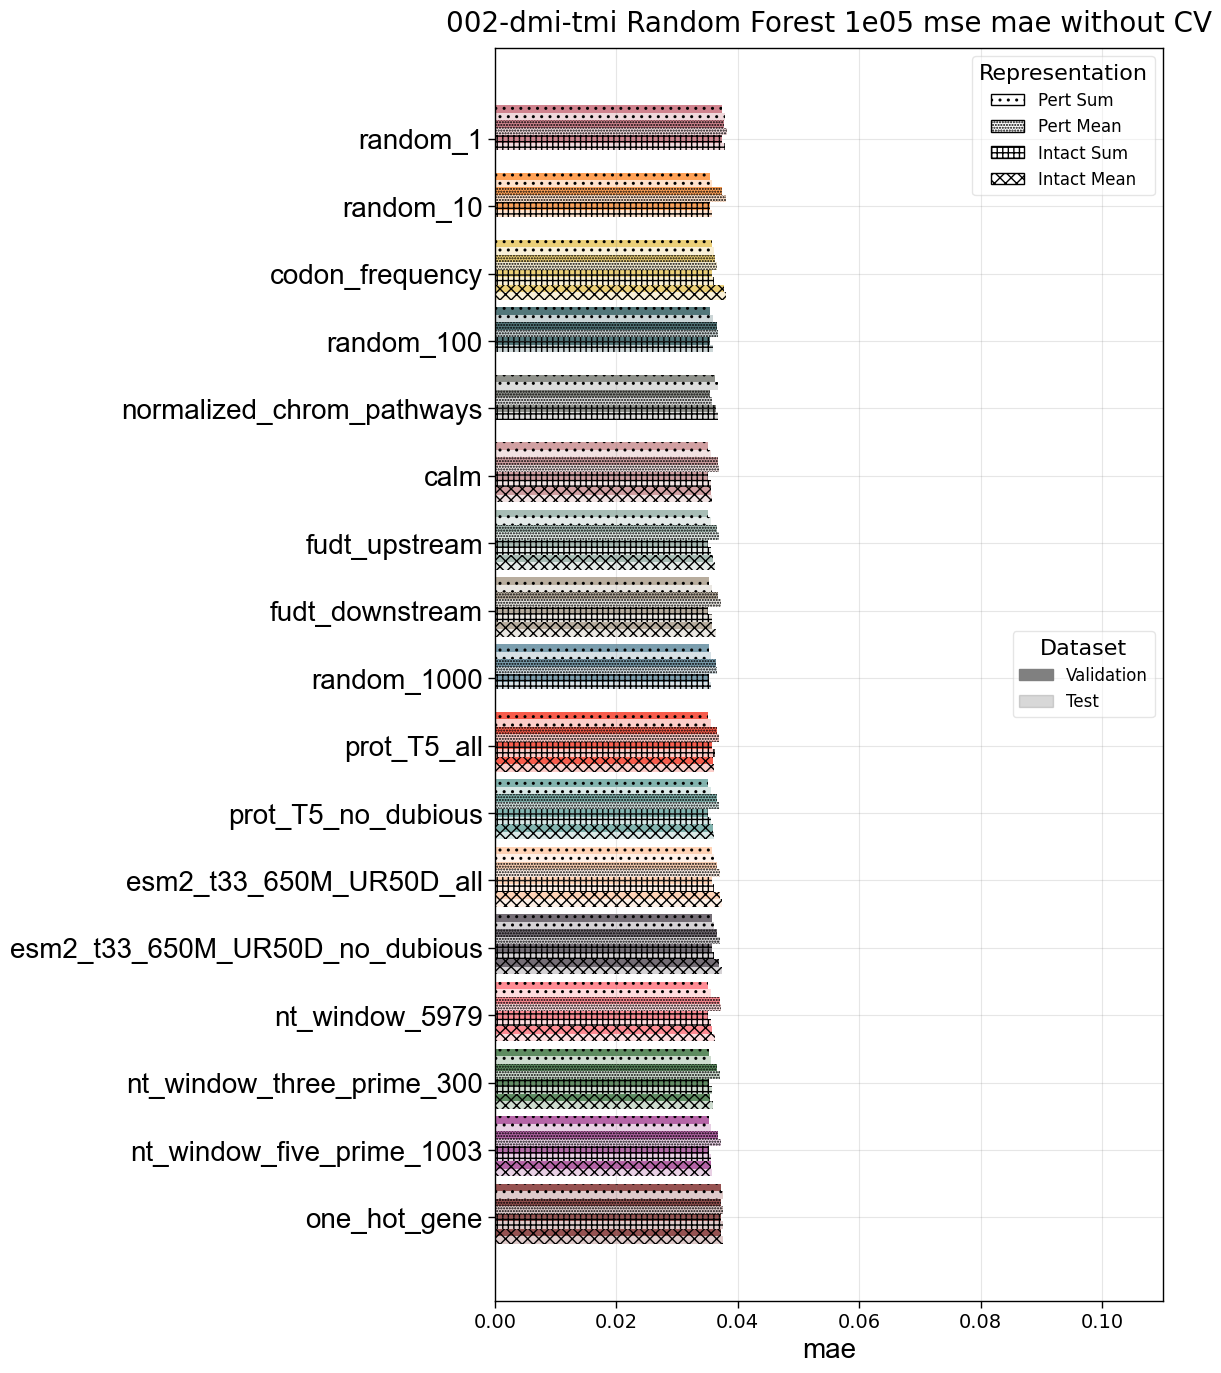 002-dmi-tmi Random Forest 1e05 mse mae without CV
Representation
Pert Sum
Pert Mean
Intact Sum
Intact Mean
random_1
random_10
codon_frequency
random_100
normalized_chrom_pathways
calm
fudt_upstream
fudt_downstream
random_1000
prot_T5_all
prot_T5_no_dubious
esm2_t33_650M_UR50D_all
esm2_t33_650M_UR50D_no_dubious
nt_window_5979
nt_window_three_prime_300
nt_window_five_prime_1003
one_hot_gene
Dataset
Validation
Test
0.00 0.02 0.04 0.06 0.08 0.10
mae